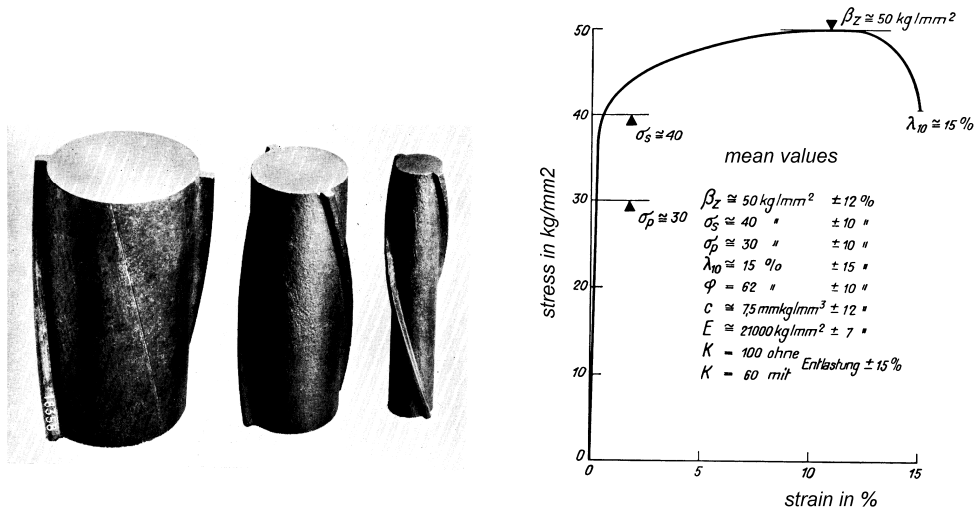 β_Z ≅ 50 kg/mm²
50
40
σ_s ≅ 40
λ₁₀ ≅ 15 %
mean values
30
σ_p ≅ 30
20
10
0
stress in kg/mm2
β_Z ≅ 50 kg/mm² ± 12 %
σ_s ≅ 40 " ± 10 "
σ_p ≅ 30 " ± 10 "
λ₁₀ ≅ 15 % ± 15 "
φ = 62 " ± 10 "
c ≅ 7,5 mmkg/mm³ ± 12 "
E ≅ 21000 kg/mm² ± 7 "
K = 100 ohne
Entlastung ± 15 %
K = 60 mit
0 5 10 15
strain in %